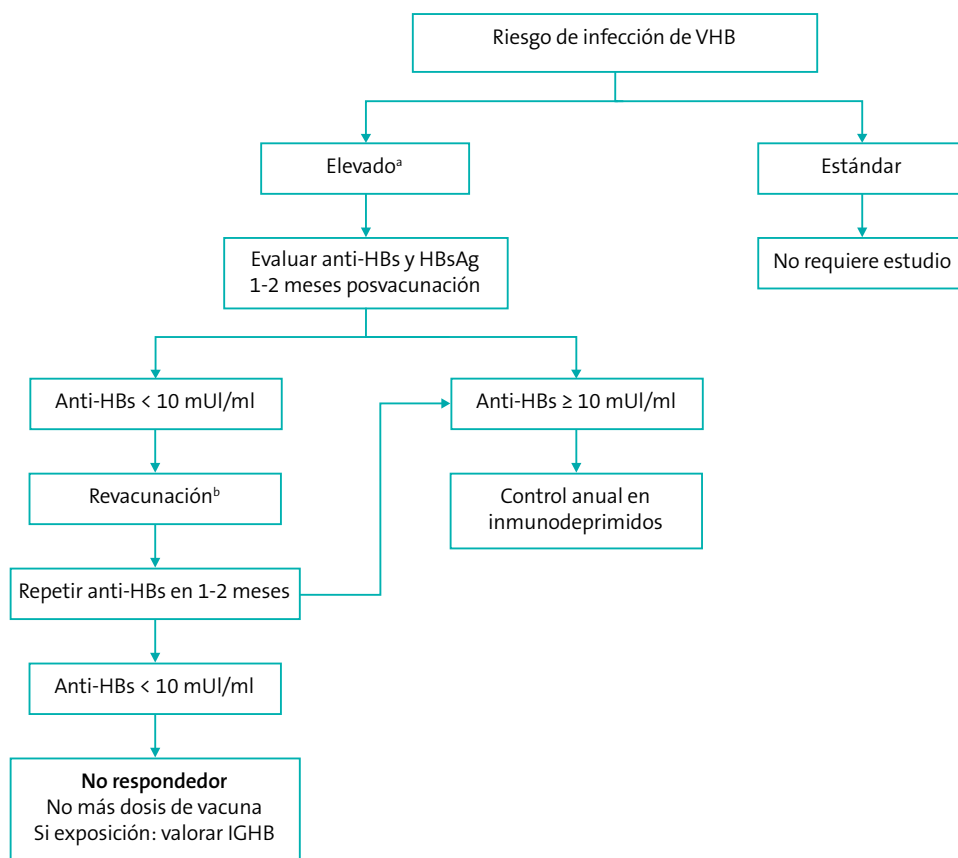 Riesgo de infección de VHB
Elevadoᵃ
Estándar
Evaluar anti-HBs y HBsAg
1-2 meses posvacunación
No requiere estudio
Anti-HBs < 10 mUl/ml
Anti-HBs ≥ 10 mUl/ml
Revacunaciónᵇ
Control anual en
inmunodeprimidos
Repetir anti-HBs en 1-2 meses
Anti-HBs < 10 mUl/ml
No respondedor
No más dosis de vacuna
Si exposición: valorar IGHB